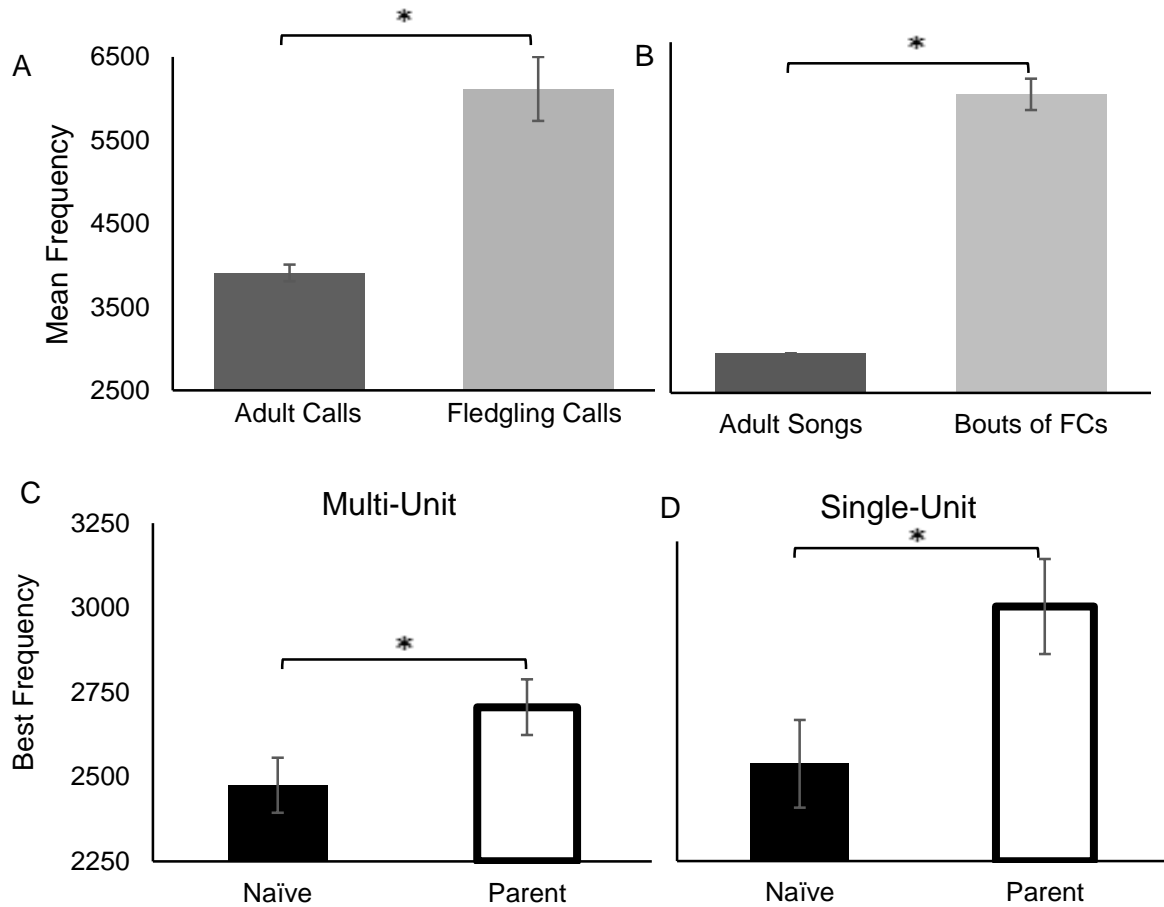 A
*
B
*
Mean Frequency
6500
5500
4500
3500
2500
Adult Calls
Fledgling Calls
Adult Songs
Bouts of FCs
C
Multi-Unit
D
Single-Unit
*
*
Best Frequency
3250
3000
2750
2500
2250
Naïve
Parent
Naïve
Parent